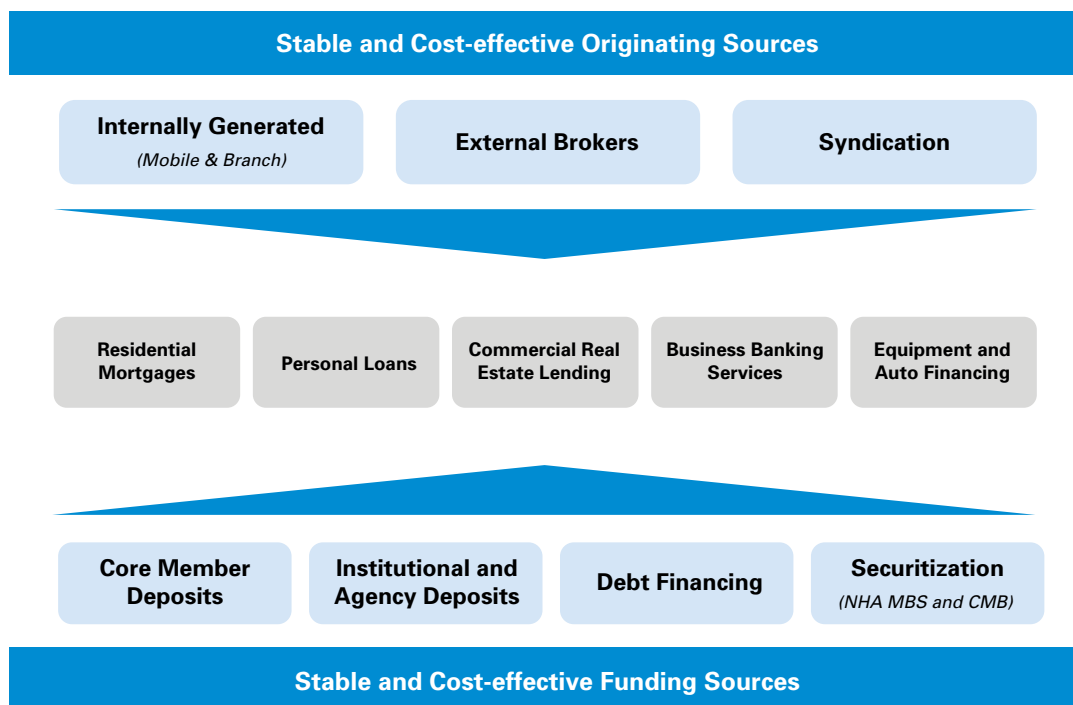 Stable and Cost-effective Originating Sources
Internally Generated
(Mobile & Branch)
External Brokers
Syndication
Residential
Mortgages
Personal Loans
Commercial Real
Estate Lending
Business Banking
Services
Equipment and
Auto Financing
Core Member
Deposits
Institutional and
Agency Deposits
Debt Financing
Securitization
(NHA MBS and CMB)
Stable and Cost-effective Funding Sources